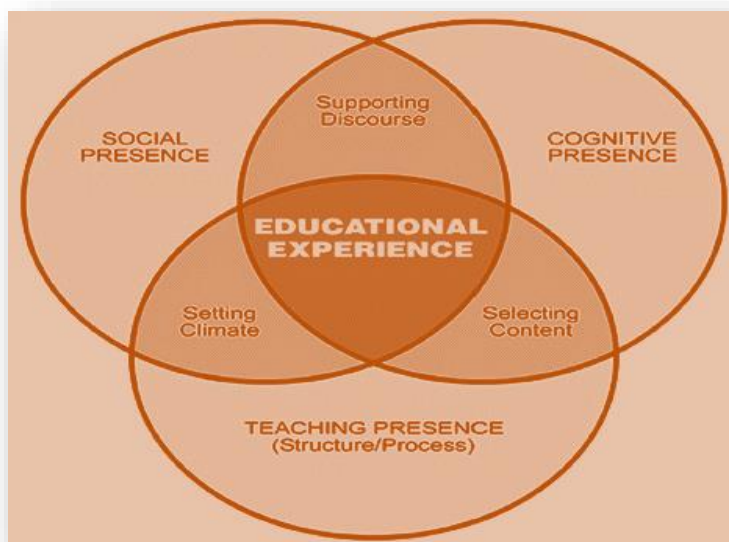 Supporting
Discourse
SOCIAL
PRESENCE
COGNITIVE
PRESENCE
EDUCATIONAL
EXPERIENCE
Setting
Climate
Selecting
Content
TEACHING PRESENCE
(Structure/Process)